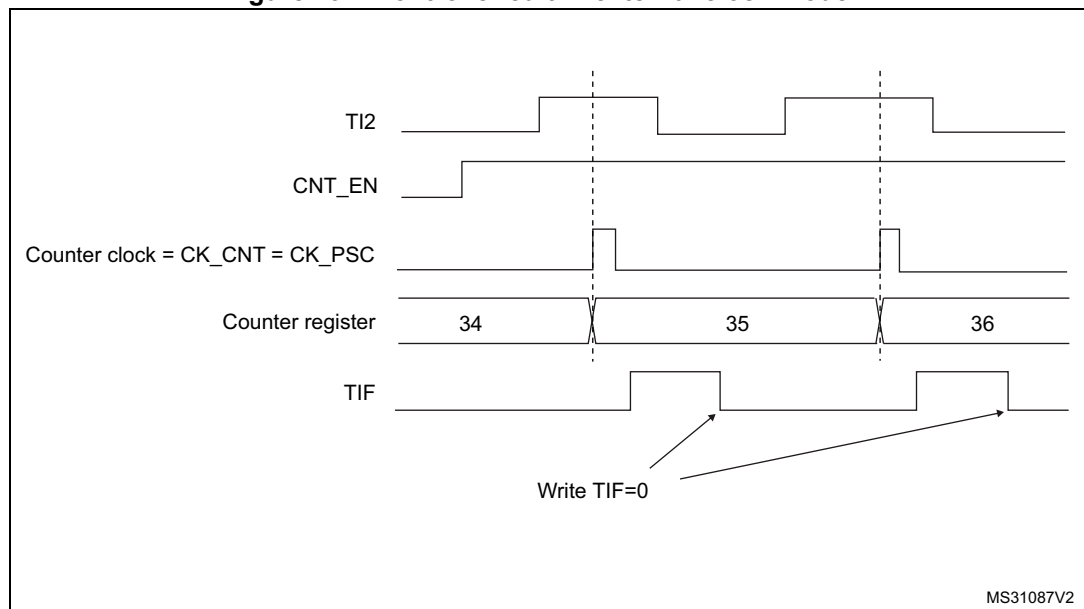 TI2
CNT_EN
Counter clock = CK_CNT = CK_PSC
Counter register
34
35
36
TIF
Write TIF=0
MS31087V2